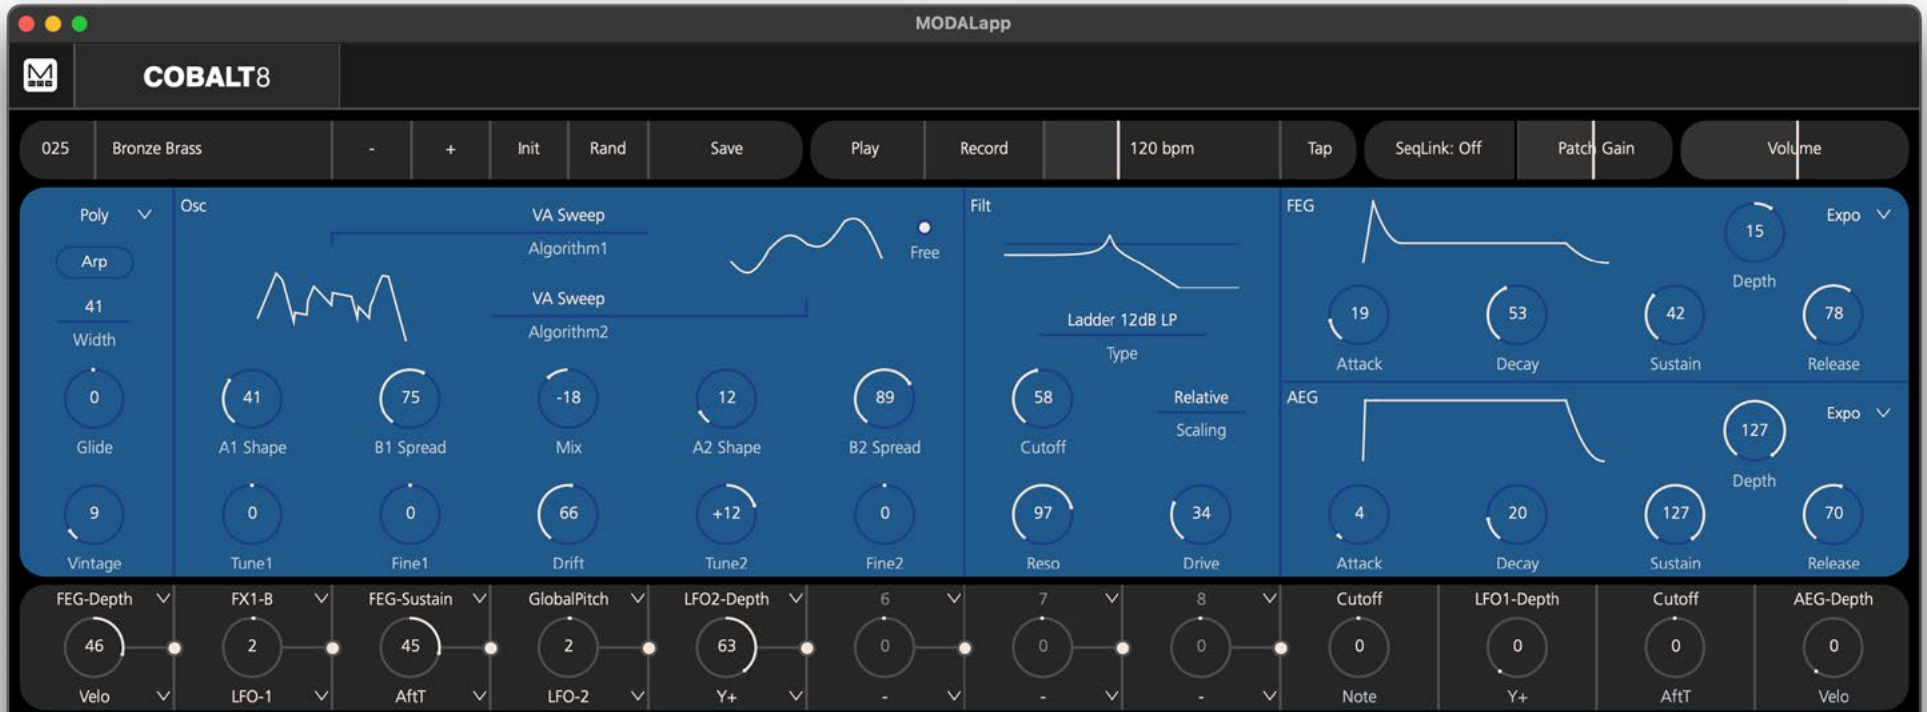 MODALapp
COBALT8
025 Bronze Brass - + Init Rand Save Play Record 120 bpm Tap SeqLink: Off Patch Gain Volume
Poly
Arp
41
Width
0
Glide
9
Vintage
Osc
VA Sweep
Algorithm1
Free
VA Sweep
Algorithm2
41 75 -18 12 89
A1 Shape B1 Spread Mix A2 Shape B2 Spread
0 0 66 +12 0
Tune1 Fine1 Drift Tune2 Fine2
Filt
Ladder 12dB LP
Type
58 Relative
Cutoff Scaling
97 34
Reso Drive
FEG
15 Expo
Depth
19 53 42 78
Attack Decay Sustain Release
AEG
127 Expo
Depth
4 20 127 70
Attack Decay Sustain Release
FEG-Depth FX1-B FEG-Sustain GlobalPitch LFO2-Depth 6 7 8 Cutoff LFO1-Depth Cutoff AEG-Depth
46 2 45 2 63 0 0 0 0 0 0 0
Velo LFO-1 AftT LFO-2 Y+ - - - Note Y+ AftT Velo